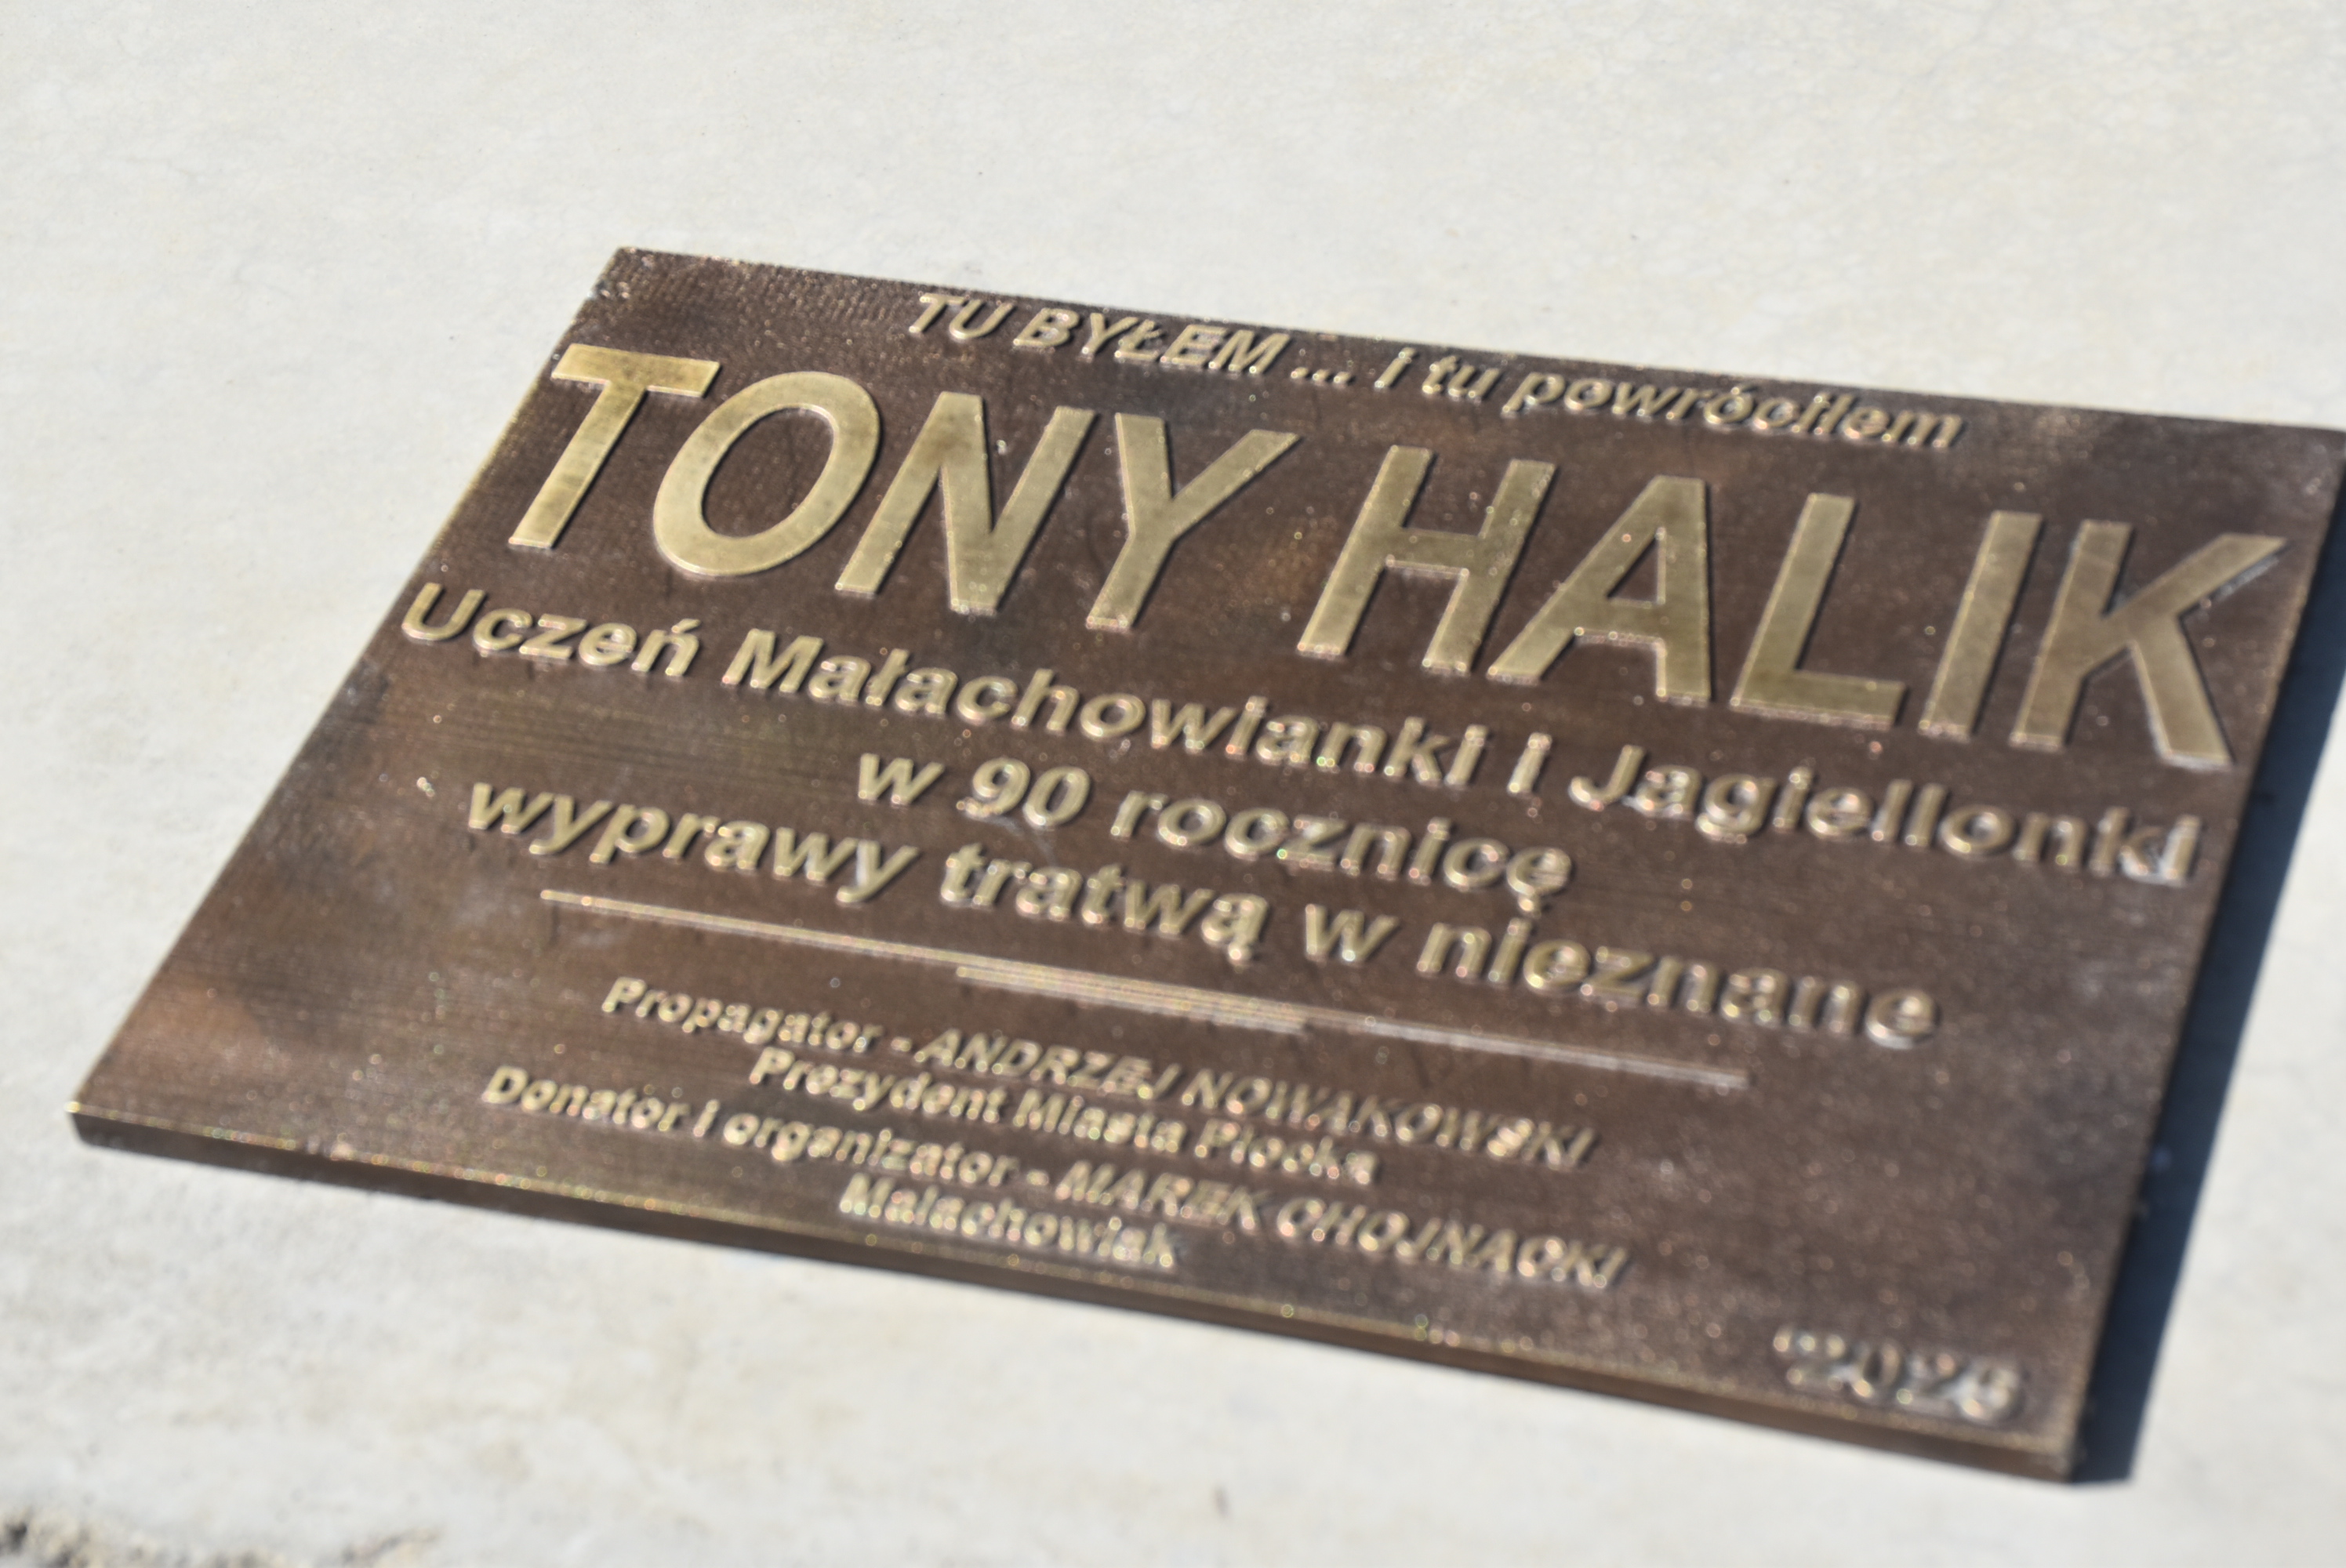 TU BYŁEM ... i tu powróciłem
TONY HALIK
Uczeń Małachowianki i Jagiellonki
w 90 rocznicę
wyprawy tratwą w nieznane
Propagator - ANDRZEJ NOWAKOWSKI
Prezydent Miasta Płocka
Donator i organizator - MAREK CHOJNACKI
Małachowiak